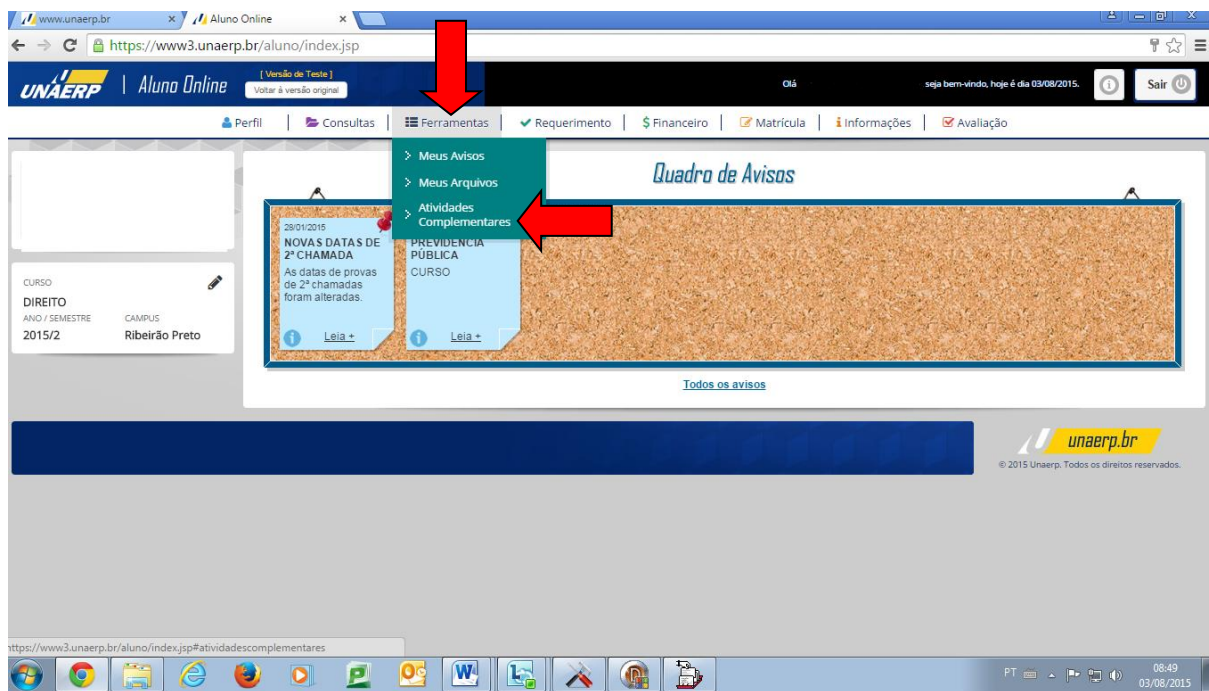 www.unaerp.br
Aluno Online
https://www3.unaerp.br/aluno/index.jsp
UNAERP | Aluno Online
[ Versão de Teste ]
Voltar à versão original
Olá
seja bem-vindo, hoje é dia 03/08/2015.
Sair
Perfil | Consultas | Ferramentas | Requerimento | $ Financeiro | Matrícula | Informações | Avaliação
Meus Avisos
Meus Arquivos
Atividades
Complementares
Quadro de Avisos
28/01/2015
NOVAS DATAS DE
2ª CHAMADA
As datas de provas
de 2ª chamadas
foram alteradas.
Leia +
PREVIDÊNCIA
PÚBLICA
CURSO
Leia +
CURSO
DIREITO
ANO / SEMESTRE CAMPUS
2015/2 Ribeirão Preto
Todos os avisos
unaerp.br
© 2015 Unaerp. Todos os direitos reservados.
https://www3.unaerp.br/aluno/index.jsp#atividadescomplementares
PT
08:49
03/08/2015